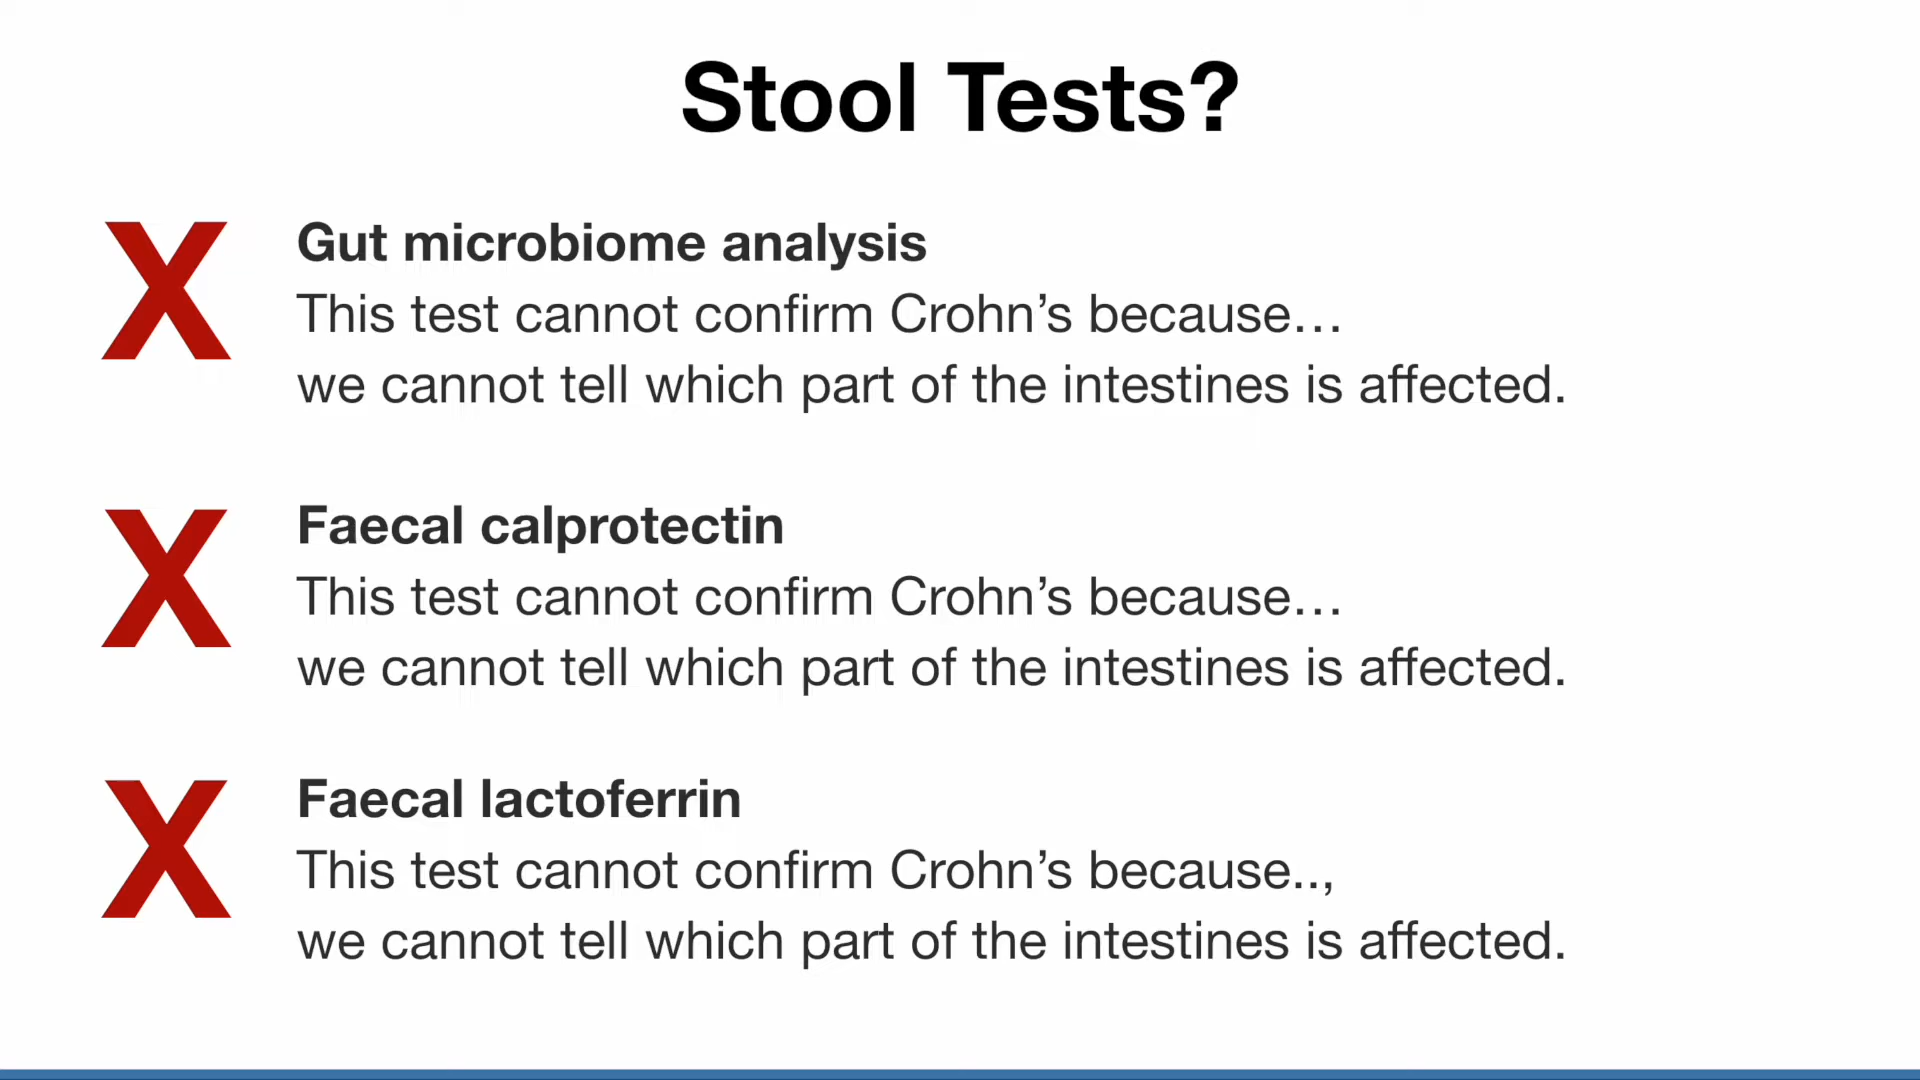 Stool Tests?
X Gut microbiome analysis
This test cannot confirm Crohn’s because…
we cannot tell which part of the intestines is affected.
X Faecal calprotectin
This test cannot confirm Crohn’s because…
we cannot tell which part of the intestines is affected.
X Faecal lactoferrin
This test cannot confirm Crohn’s because..,
we cannot tell which part of the intestines is affected.